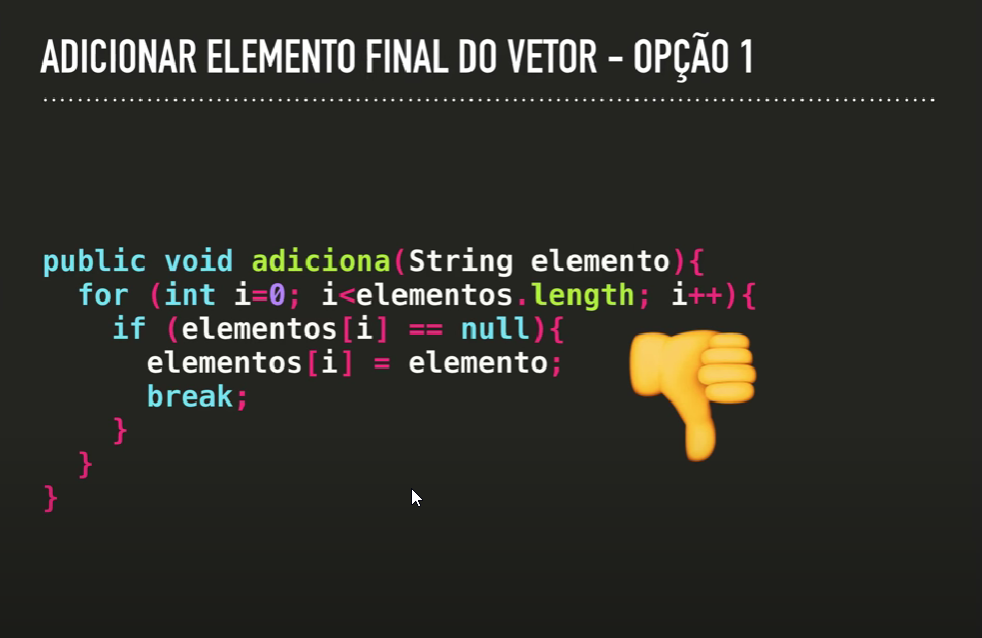 ADICIONAR ELEMENTO FINAL DO VETOR - OPÇÃO 1
public void adiciona(String elemento){
  for (int i=0; i<elementos.length; i++){
    if (elementos[i] == null){
      elementos[i] = elemento;
      break;
    }
  }
}